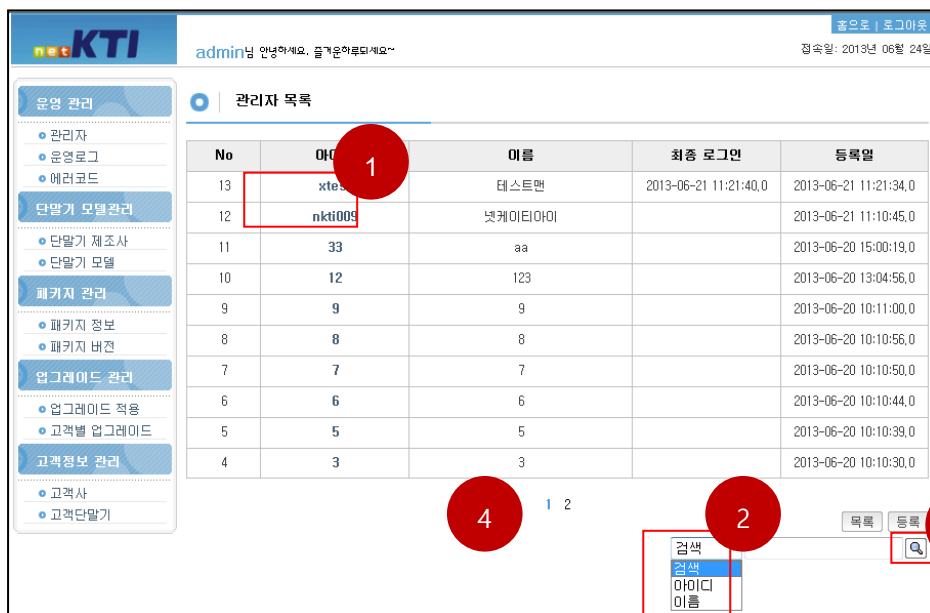 홈으로 | 로그아웃
net KTI
admin님 안녕하세요. 즐거운하루되세요~
접속일: 2013년 06월 24일
운영 관리
관리자
운영로그
에러코드
단말기 모델관리
단말기 제조사
단말기 모델
패키지 관리
패키지 정보
패키지 버전
업그레이드 관리
업그레이드 적용
고객별 업그레이드
고객정보 관리
고객사
고객단말기
관리자 목록
No 이름 최종 로그인 등록일
1
13 테스트맨 2013-06-21 11:21:40.0 2013-06-21 11:21:34.0
12 nkti009 넷케이티아이 2013-06-21 11:10:45.0
11 33 aa 2013-06-20 15:00:19.0
10 12 123 2013-06-20 13:04:56.0
9 9 9 2013-06-20 10:11:00.0
8 8 8 2013-06-20 10:10:56.0
7 7 7 2013-06-20 10:10:50.0
6 6 6 2013-06-20 10:10:44.0
5 5 5 2013-06-20 10:10:39.0
4 3 3 2013-06-20 10:10:30.0
4
1 2
2
목록 등록
검색
검색
아이디
이름